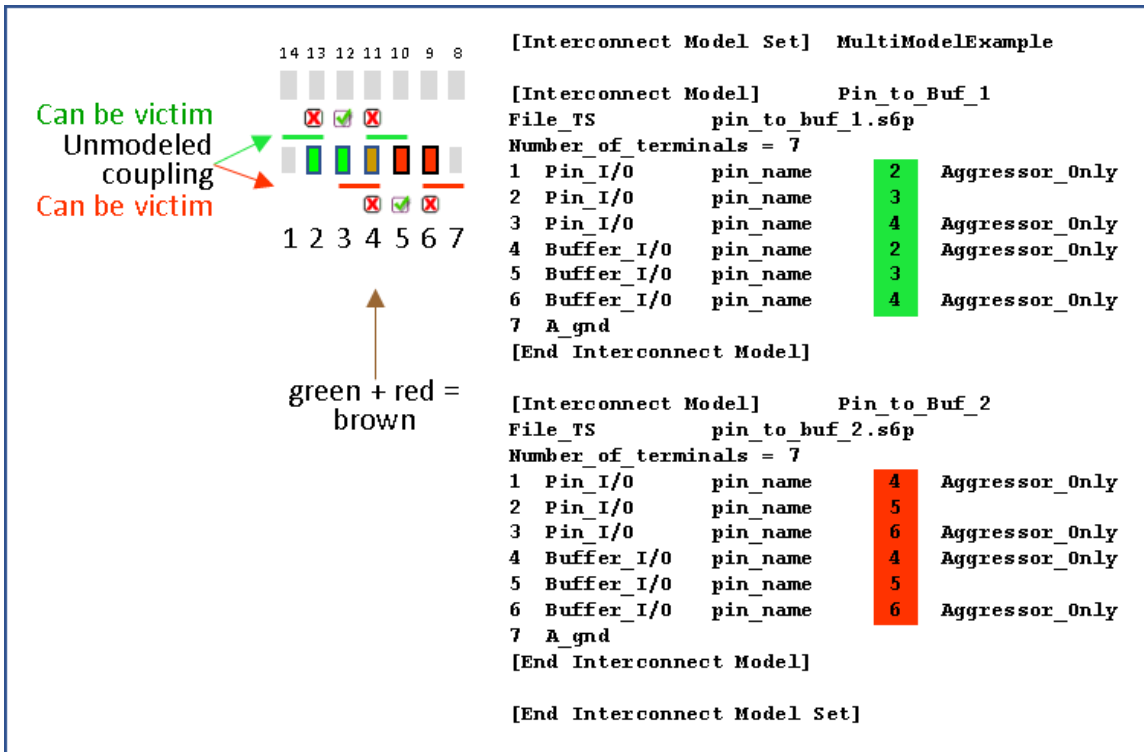 14 13 12 11 10 9 8
Can be victim
Unmodeled
coupling
Can be victim
1 2 3 4 5 6 7
green + red =
brown
[Interconnect Model Set] MultiModelExample
[Interconnect Model] Pin_to_Buf_1
File_TS pin_to_buf_1.s6p
Number_of_terminals = 7
1 Pin_I/O pin_name 2 Aggressor_Only
2 Pin_I/O pin_name 3
3 Pin_I/O pin_name 4 Aggressor_Only
4 Buffer_I/O pin_name 2 Aggressor_Only
5 Buffer_I/O pin_name 3
6 Buffer_I/O pin_name 4 Aggressor_Only
7 A_gnd
[End Interconnect Model]
[Interconnect Model] Pin_to_Buf_2
File_TS pin_to_buf_2.s6p
Number_of_terminals = 7
1 Pin_I/O pin_name 4 Aggressor_Only
2 Pin_I/O pin_name 5
3 Pin_I/O pin_name 6 Aggressor_Only
4 Buffer_I/O pin_name 4 Aggressor_Only
5 Buffer_I/O pin_name 5
6 Buffer_I/O pin_name 6 Aggressor_Only
7 A_gnd
[End Interconnect Model]
[End Interconnect Model Set]